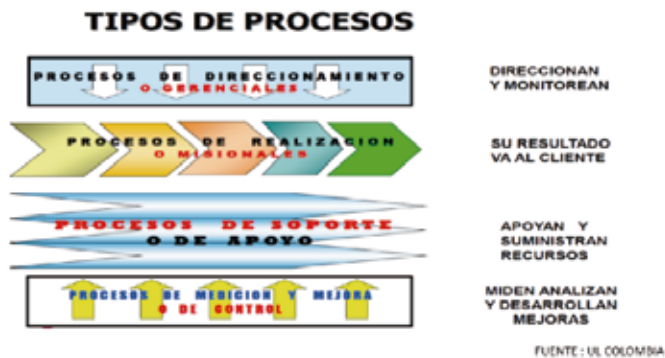 TIPOS DE PROCESOS
PROCESOS DE DIRECCIONAMIENTO
O GERENCIALES
DIRECCIONAN
Y MONITOREAN
PROCESOS DE REALIZACION
O MISIONALES
SU RESULTADO
VA AL CLIENTE
PROCESOS DE SOPORTE
O DE APOYO
APOYAN Y
SUMINISTRAN
RECURSOS
PROCESOS DE MEDICION Y MEJORA
O DE CONTROL
MIDEN ANALIZAN
Y DESARROLLAN
MEJORAS
FUENTE : UL COLOMBIA